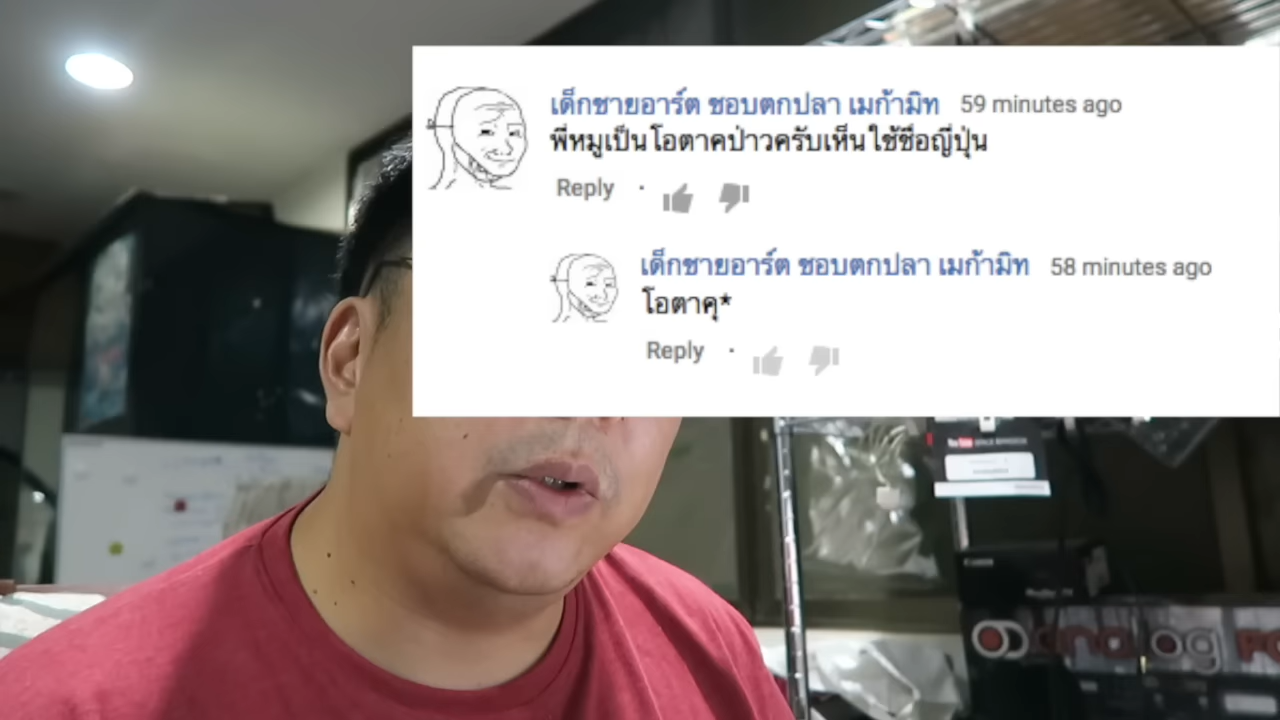 เด็กชายอาร์ต ชอบตกปลา เมก้ามิท 59 minutes ago
พี่หมูเป็นโอตาคป่าวครับเห็นใช้ชื่อญี่ปุ่น
Reply
เด็กชายอาร์ต ชอบตกปลา เมก้ามิท 58 minutes ago
โอตาคุ*
Reply
YouTube
Canon